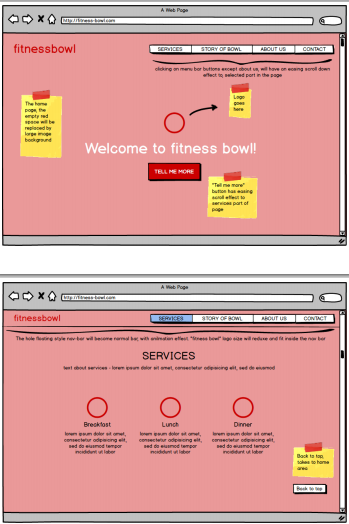 A Web Page
http://fitness-bowl.com
fitnessbowl
SERVICES STORY OF BOWL ABOUT US CONTACT
clicking on menu bar buttons except about us, will have an easing scroll down
effect to, selected part in the page
The home
page, the
empty red
space will be
replaced by
large image
background
Logo
goes
here
Welcome to fitness bowl!
TELL ME MORE
"Tell me more"
button has easing
scroll effect to
services part of
page
A Web Page
http://fitness-bowl.com
fitnessbowl
SERVICES STORY OF BOWL ABOUT US CONTACT
The hole floating style nav-bar will become normal bar, with animation effect. "fitness bowl" logo size will reduse and fit inside the nav bar
SERVICES
text about services - lorem ipsum dolor sit amet, consectetur adipiscing elit, sed do eiusmod
Breakfast
lorem ipsum dolor sit amet,
consectetur adipiscing elit,
sed do eiusmod tempor
incididunt ut labor
Lunch
lorem ipsum dolor sit amet,
consectetur adipiscing elit,
sed do eiusmod tempor
incididunt ut labor
Dinner
lorem ipsum dolor sit amet,
consectetur adipiscing elit,
sed do eiusmod tempor
incididunt ut labor
Back to top,
takes to home
area
Back to top